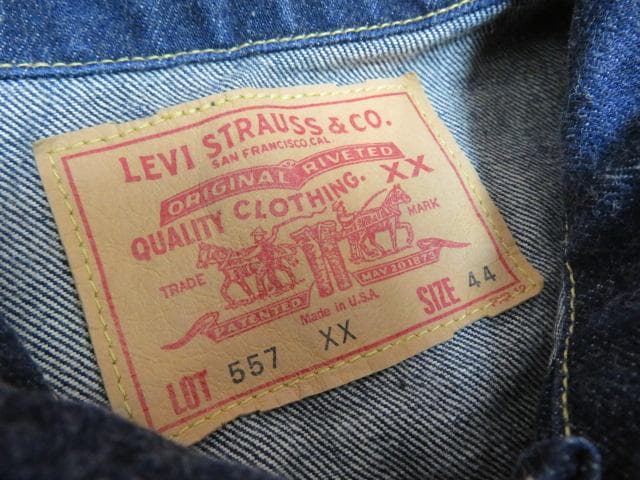 LEVI STRAUSS & CO.
SAN FRANCISCO, CAL
ORIGINAL RIVETED
QUALITY CLOTHING. XX
TRADE MARK
PATENTED MAY 20 1873
Made in U.S.A.
LOT 557 XX SIZE 44